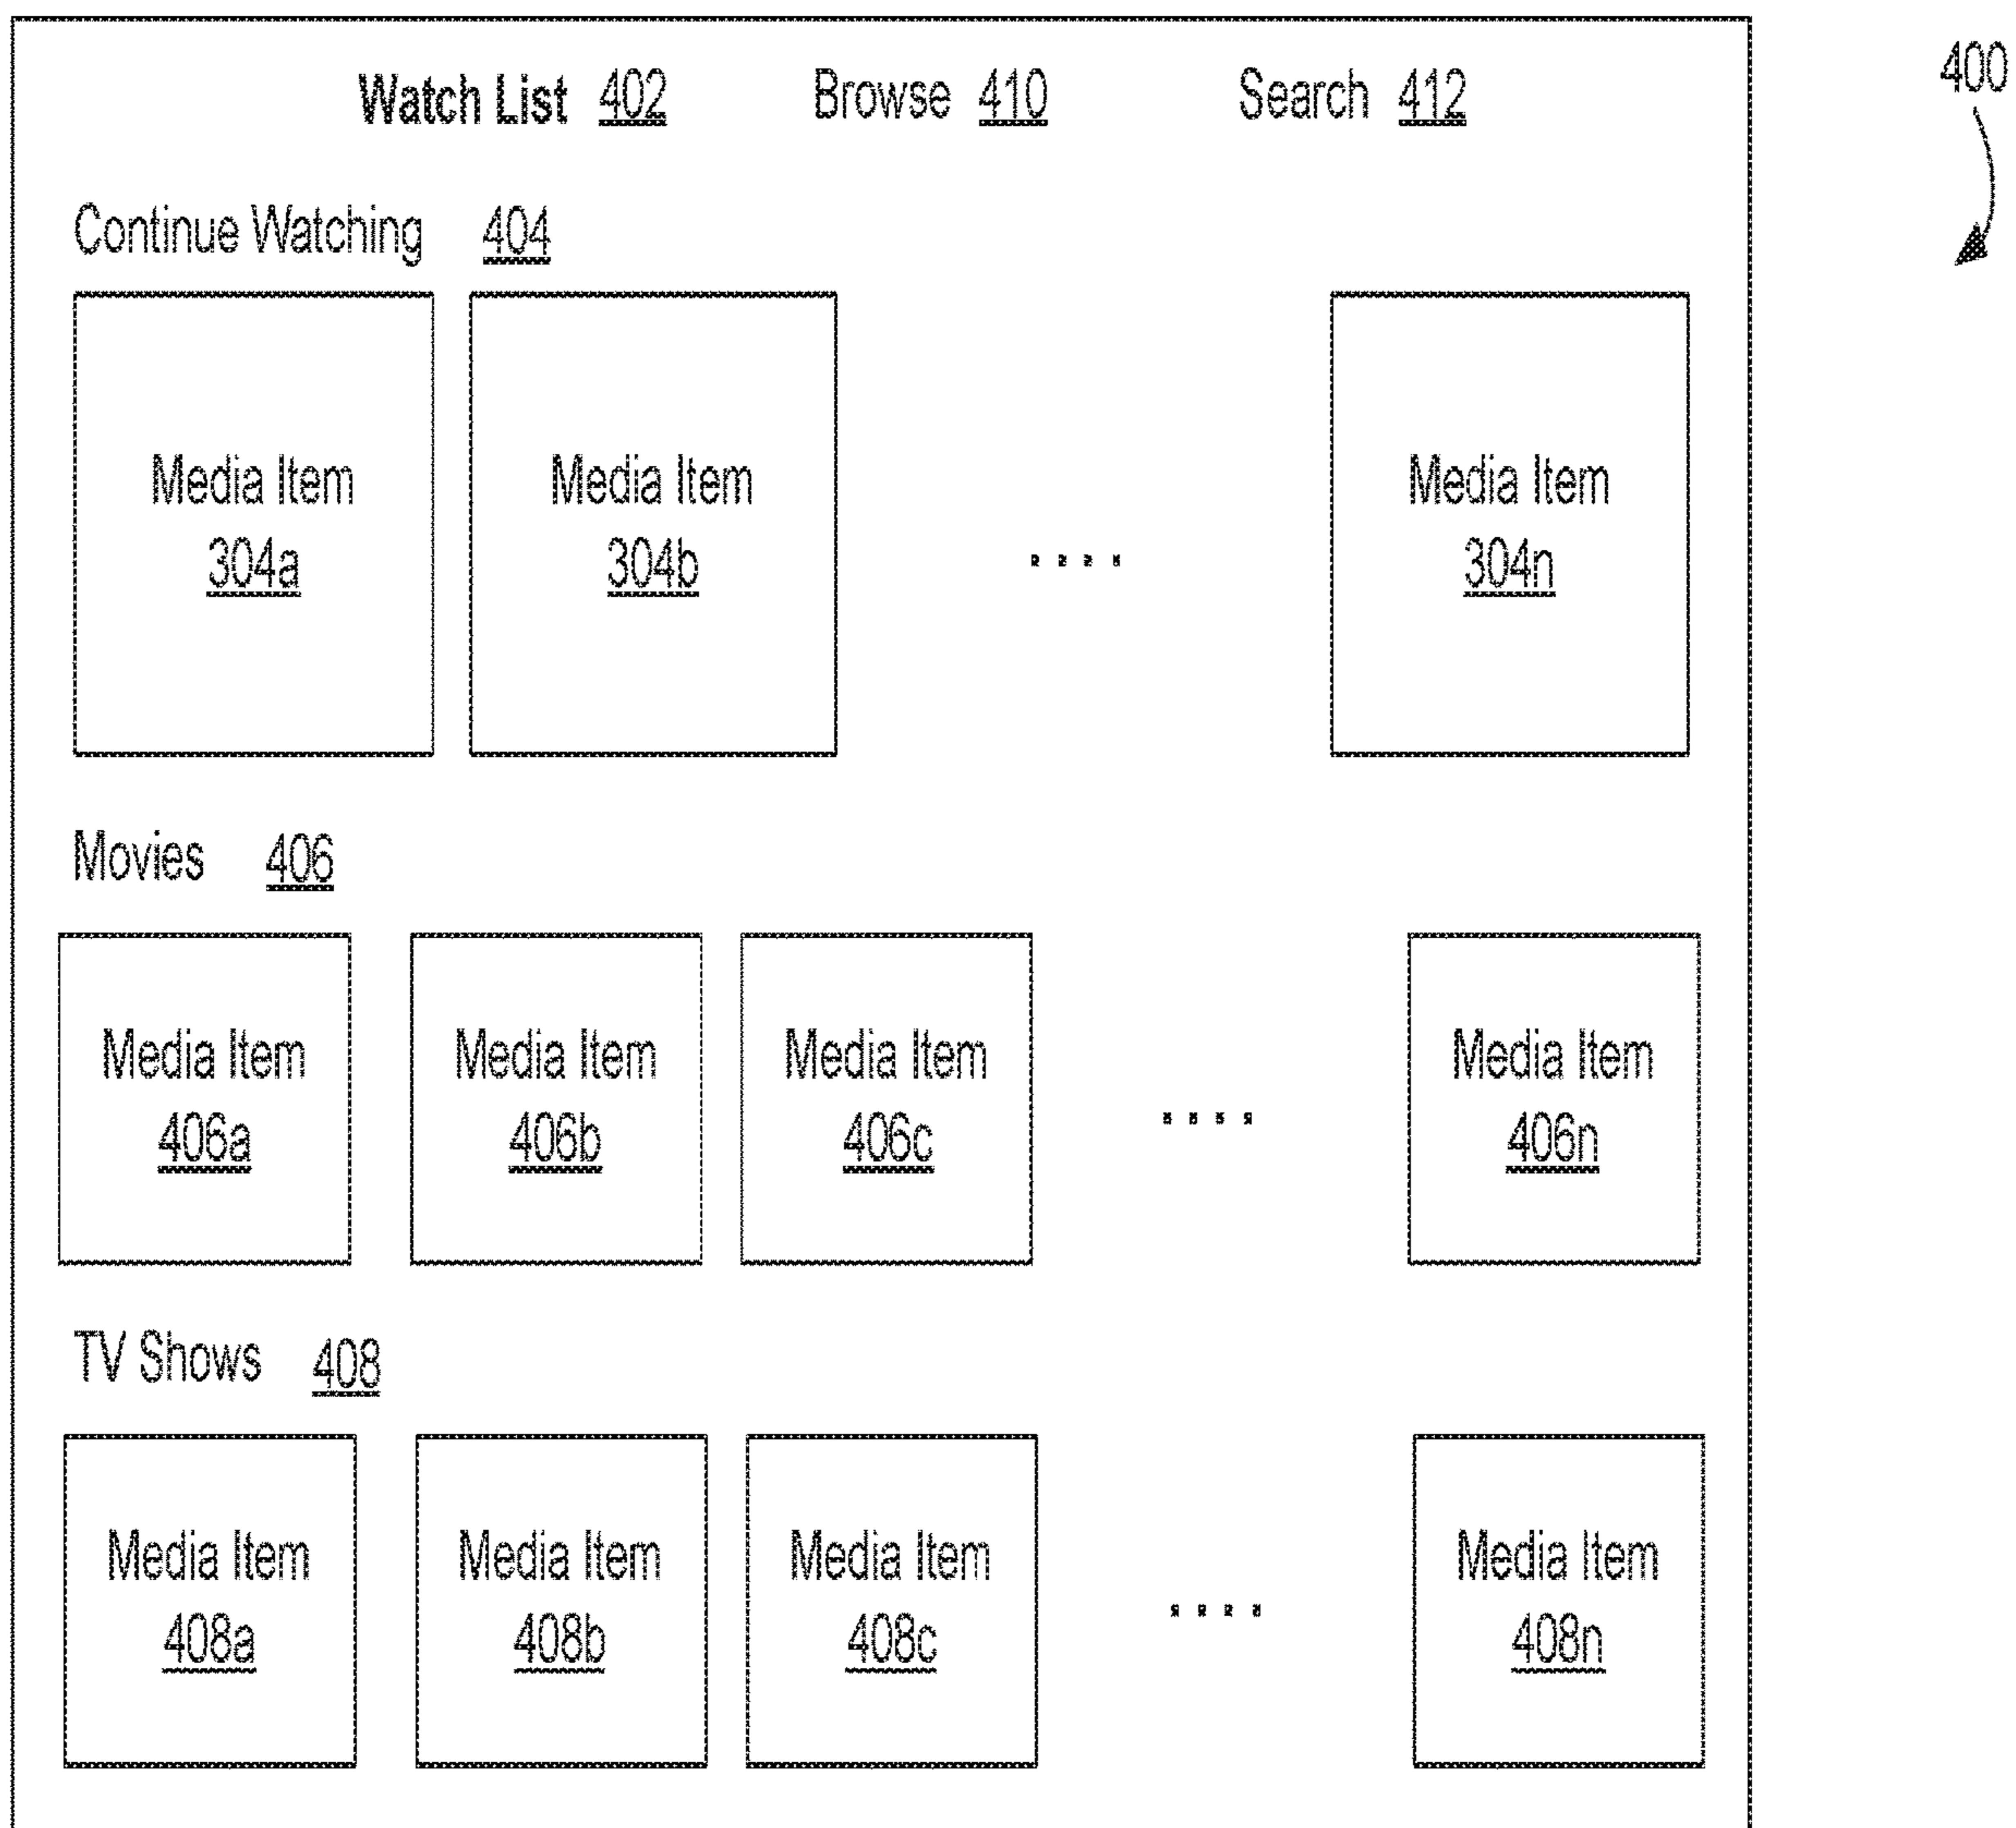 Watch List 402 Browse 410 Search 412
400
Continue Watching 404
Media Item Media Item Media Item
304a 304b .... 304n
Movies 406
Media Item Media Item Media Item Media Item
406a 406b 406c .... 406n
TV Shows 408
Media Item Media Item Media Item Media Item
408a 408b 408c .... 408n